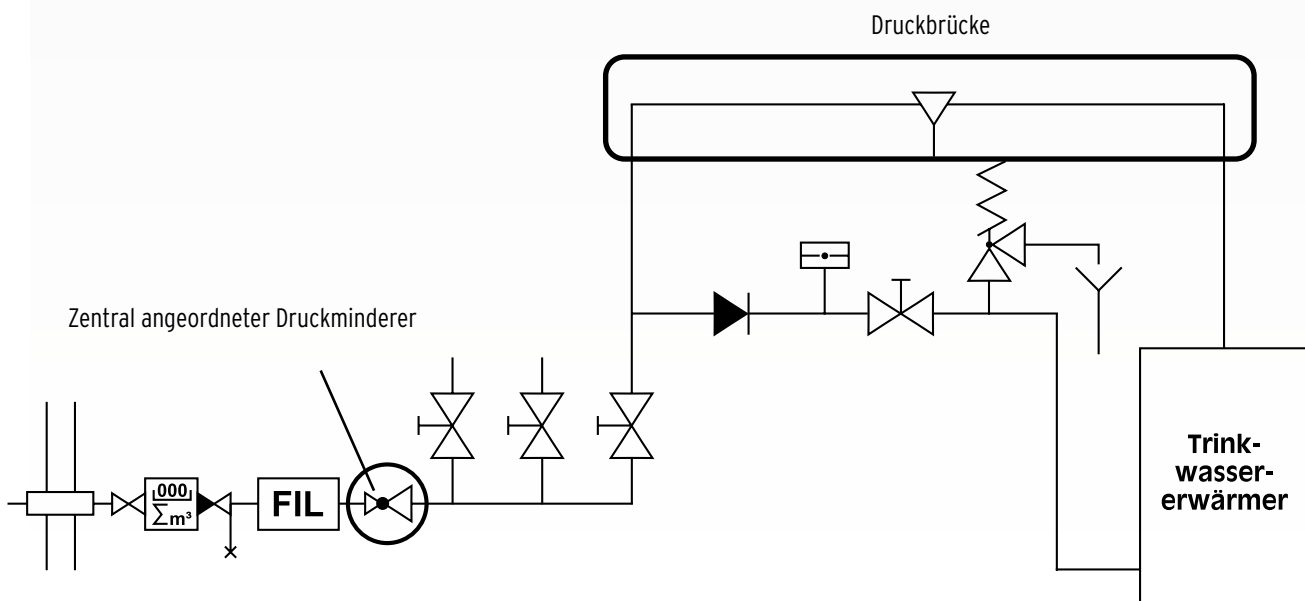 Druckbrücke
Zentral angeordneter Druckminderer
000
∑m³
FIL
Trink-
wasser-
erwärmer